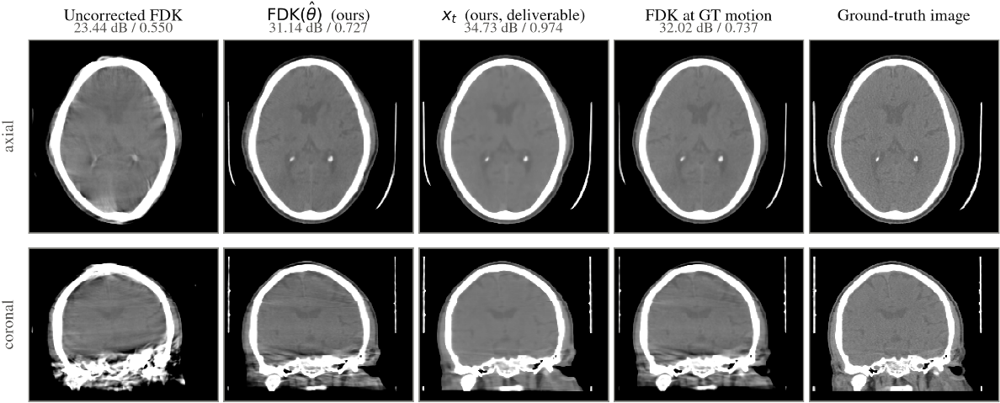 Uncorrected FDK
23.44 dB / 0.550
FDK(θ̂) (ours)
31.14 dB / 0.727
xₜ (ours, deliverable)
34.73 dB / 0.974
FDK at GT motion
32.02 dB / 0.737
Ground-truth image
axial
coronal